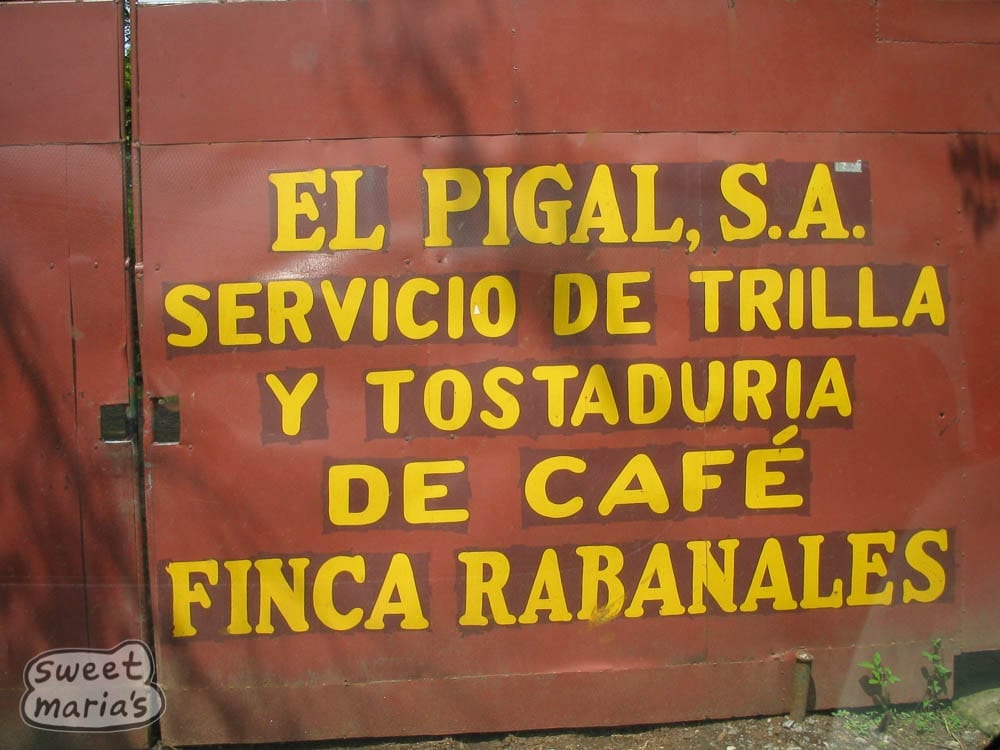 EL PIGAL, S.A.
SERVICIO DE TRILLA
Y TOSTADURIA
DE CAFÉ
FINCA RABANALES
sweet
maria's